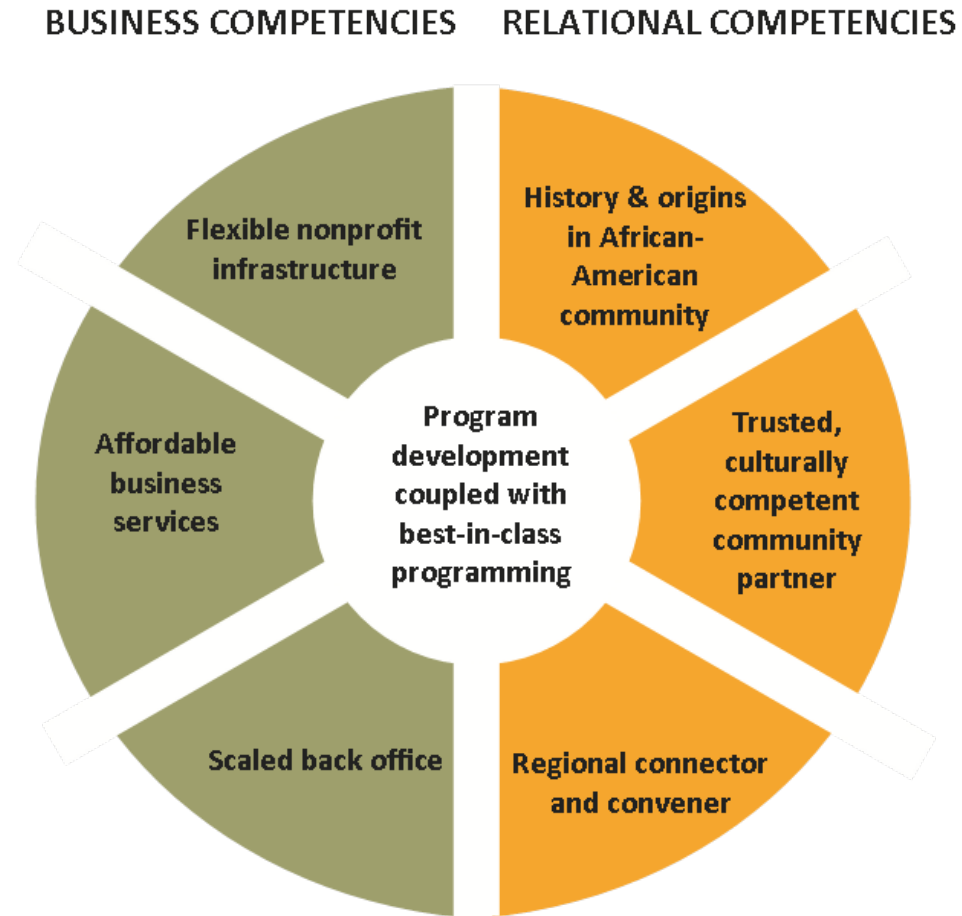 BUSINESS COMPETENCIES
RELATIONAL COMPETENCIES
Flexible nonprofit
infrastructure
History & origins
in African-
American
community
Affordable
business
services
Program
development
coupled with
best-in-class
programming
Trusted,
culturally
competent
community
partner
Scaled back office
Regional connector
and convener